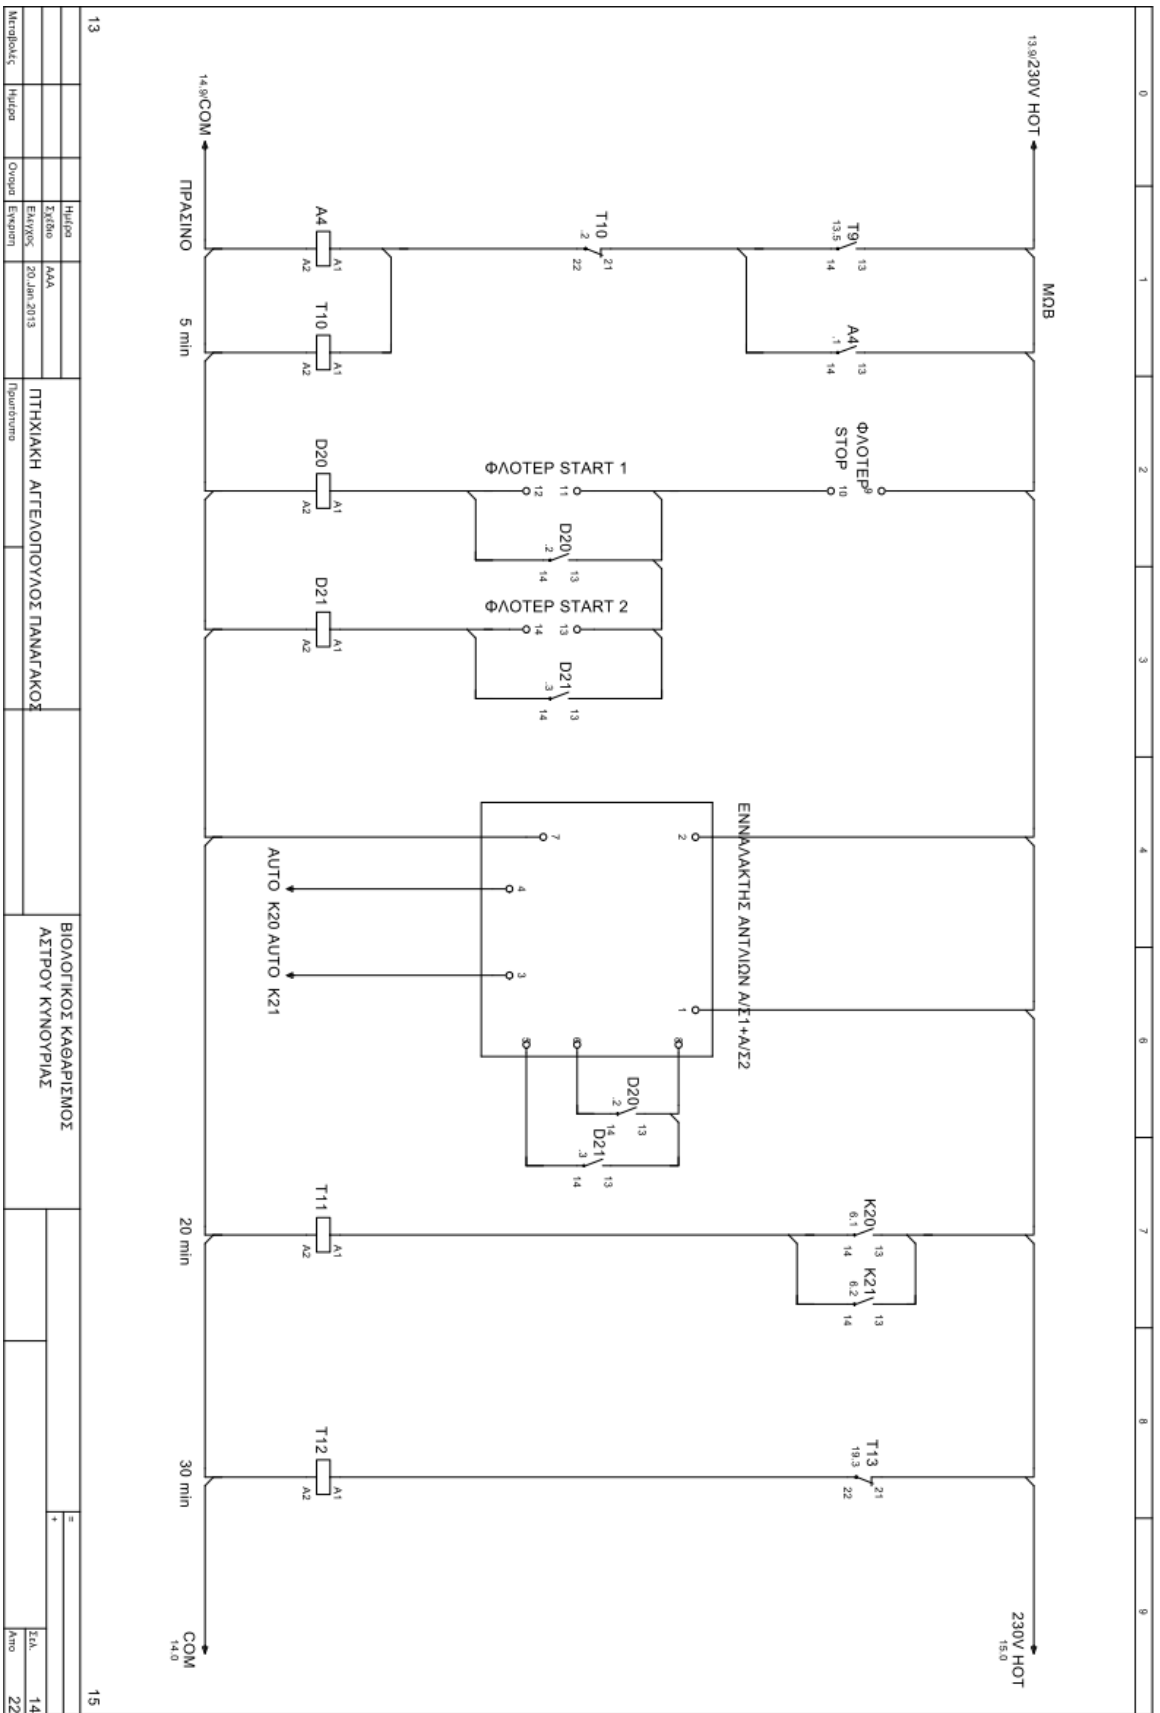 0 1 2 3 4 6 7 8 9
13.9/230V HOT
ΜΩΒ
230V HOT
15.0
T9
13.5
13
14
A4
.1
13
14
ΦΛΟΤΕΡ
STOP
9
10
K20
6.1
13
14
K21
6.2
13
14
T13
19.3
21
22
T10
.2
21
22
ΦΛΟΤΕΡ START 1
11
12
D20
.2
13
14
ΦΛΟΤΕΡ START 2
13
14
D21
.3
13
14
ΕΝΝΑΛΑΚΤΗΣ ΑΝΤΛΙΩΝ Α/Σ1+Α/Σ2
2
1
7
4
3
5
6
8
D20
.2
13
14
D21
.3
13
14
AUTO K20 AUTO K21
A4
A1
A2
T10
A1
A2
D20
A1
A2
D21
A1
A2
T11
A1
A2
T12
A1
A2
14.9/COM
ΠΡΑΣΙΝΟ
5 min
20 min
30 min
COM
14.0
13
15
Ημέρα
Σχέδιο ΑΑΑ
Ελεγχος 20.Jan.2013
Μεταβολές Ημέρα Ονομα Εγκριση Πρωτότυπο
ΠΤΗΧΙΑΚΗ ΑΓΓΕΛΟΠΟΥΛΟΣ ΠΑΝΑΓΑΚΟΣ
ΒΙΟΛΟΓΙΚΟΣ ΚΑΘΑΡΙΣΜΟΣ
ΑΣΤΡΟΥ ΚΥΝΟΥΡΙΑΣ
=
+
Σελ. 14
Απο 22